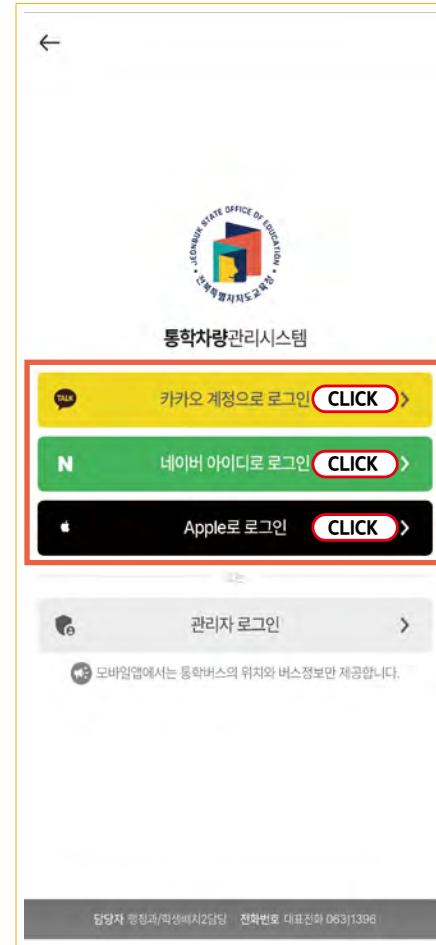 JEONBUK STATE OFFICE OF EDUCATION
전북특별자치도교육청
통학차량관리시스템
TALK 카카오 계정으로 로그인 CLICK >
N 네이버 아이디로 로그인 CLICK >
Apple로 로그인 CLICK >
또는
관리자 로그인 >
모바일앱에서는 통학버스의 위치와 버스정보만 제공합니다.
담당자 행정과/학생배치2담당 전화번호 대표전화 063)1396